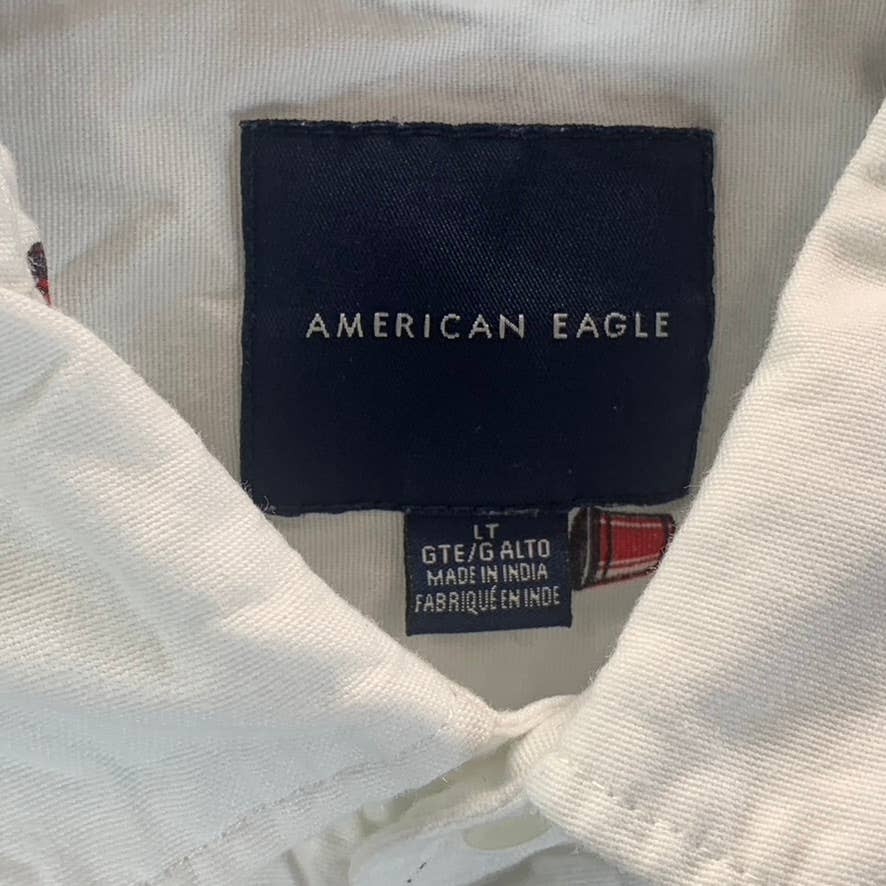 AMERICAN EAGLE
LT
GTE/G ALTO
MADE IN INDIA
FABRIQUÉ EN INDE